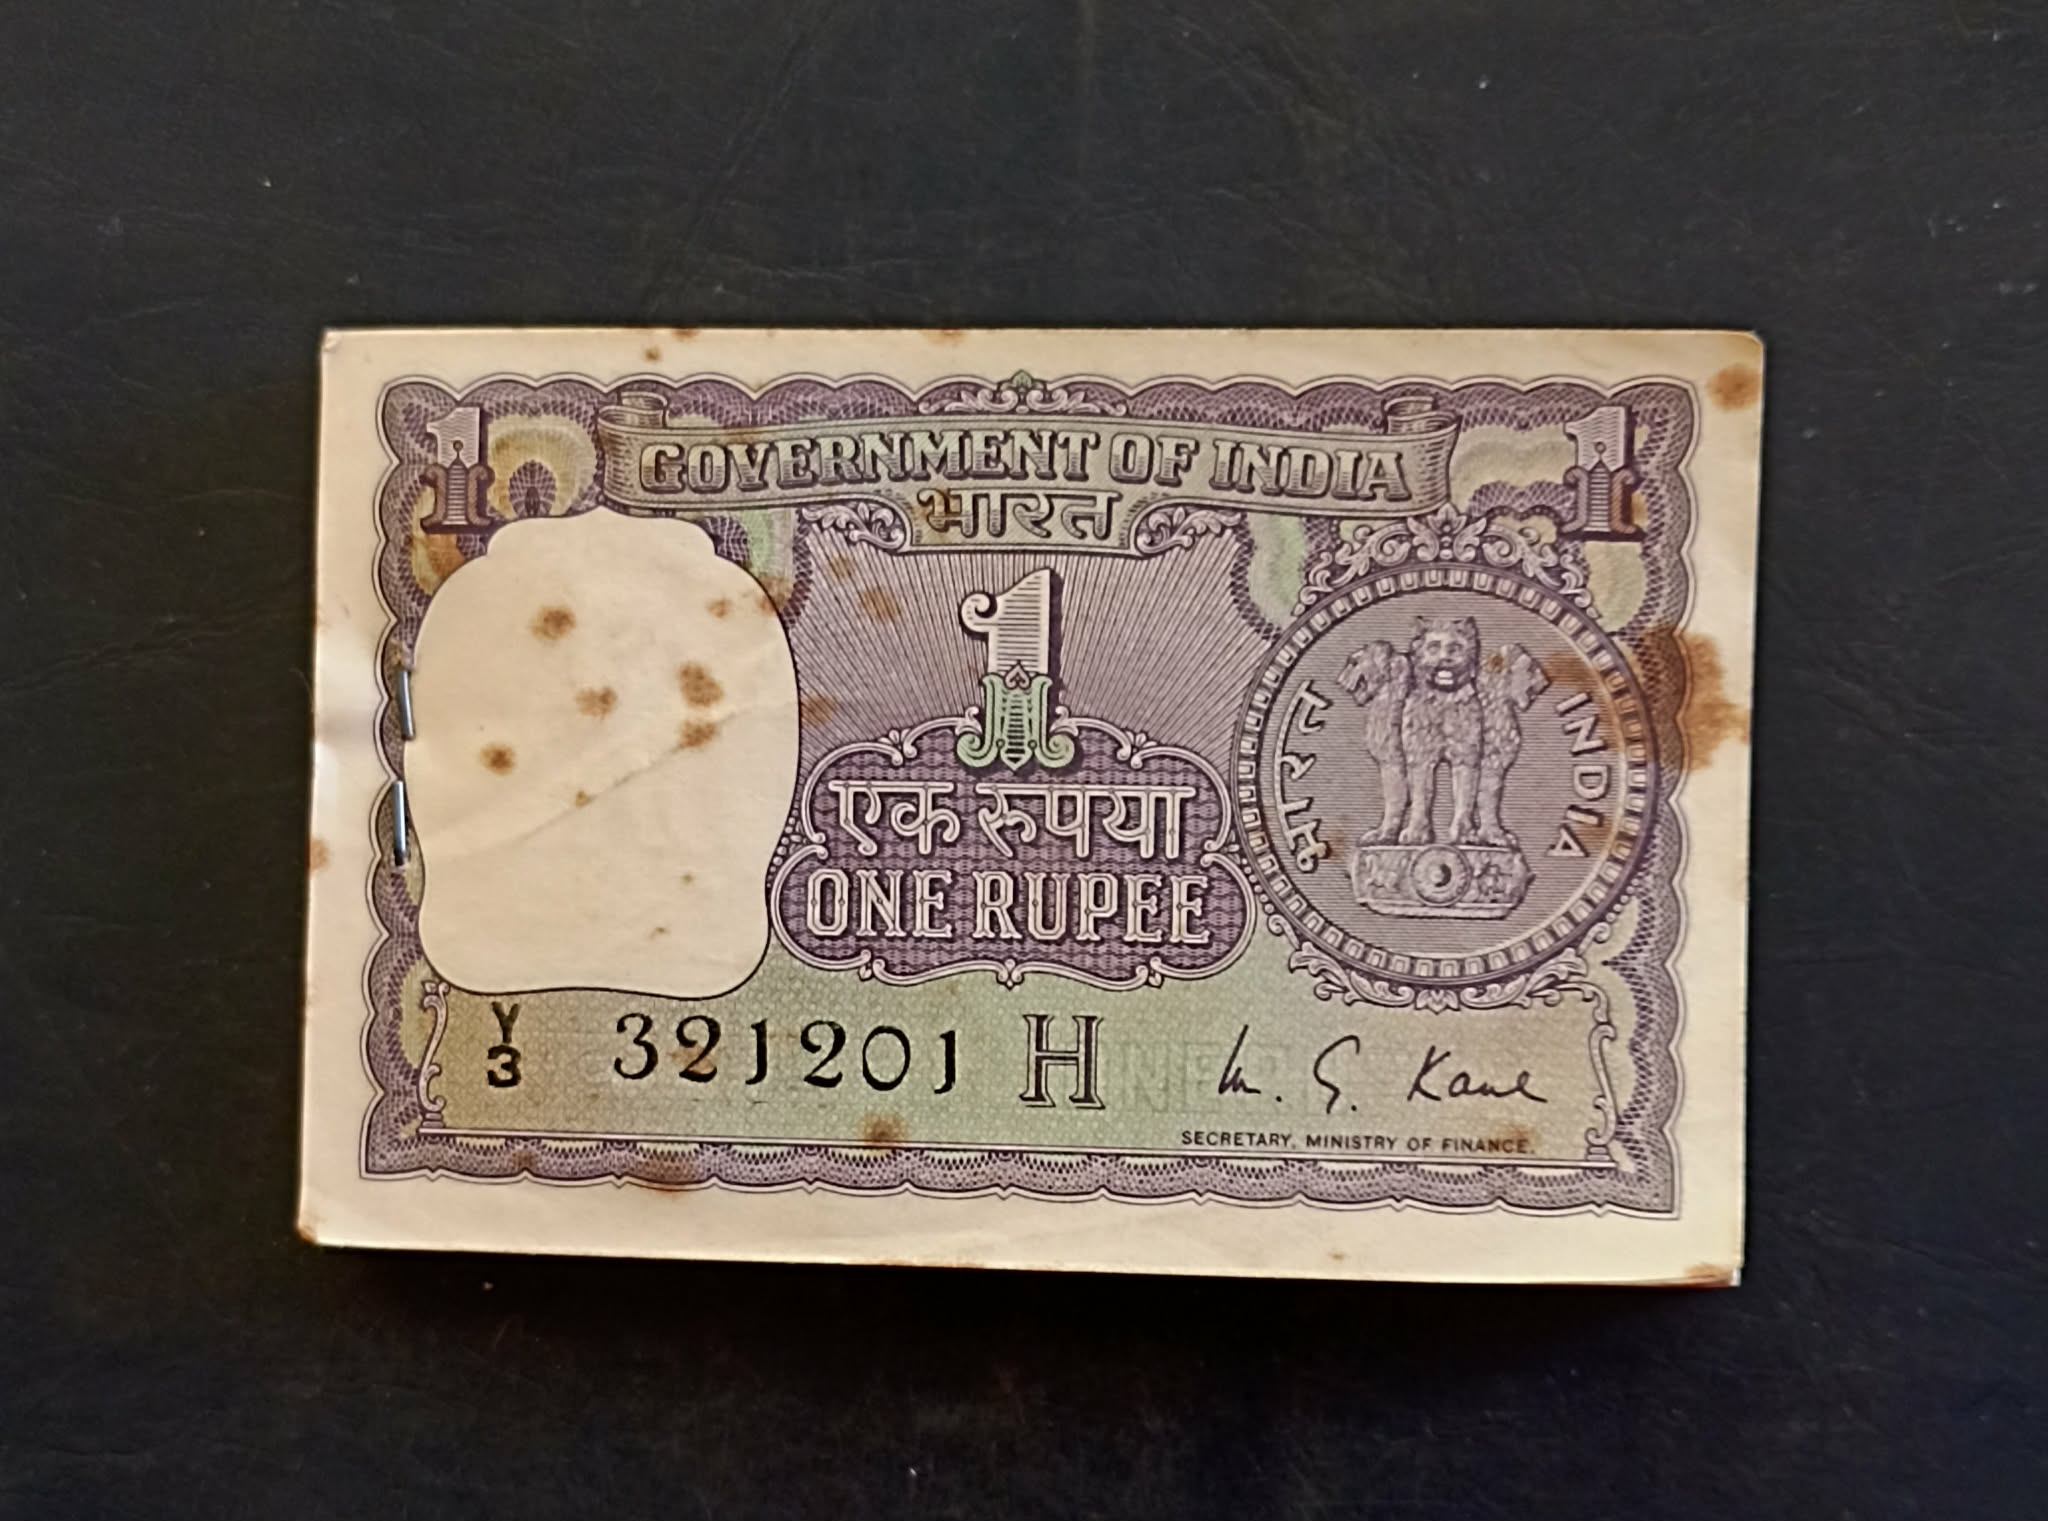 1 GOVERNMENT OF INDIA 1
भारत
1
भारत INDIA
एक रुपया
ONE RUPEE
Y
3 321201 H M. G. Kaul
SECRETARY, MINISTRY OF FINANCE.